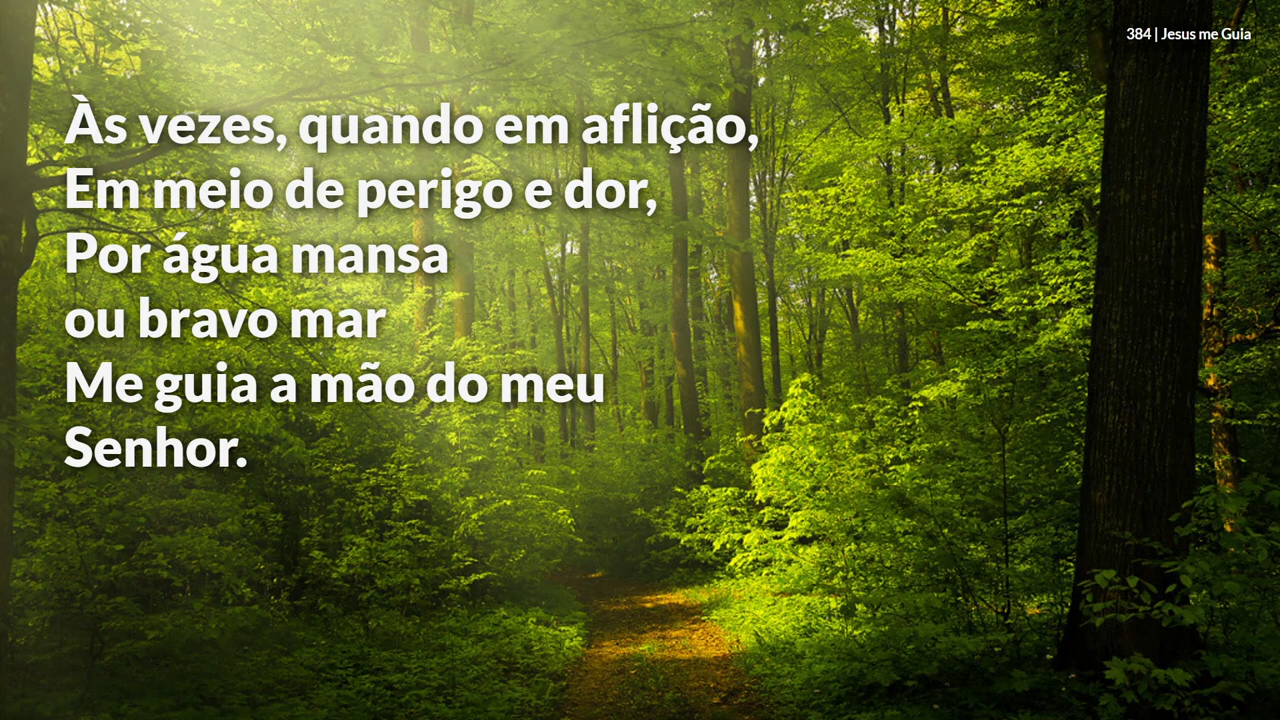 384 | Jesus me Guia
Às vezes, quando em aflição,
Em meio de perigo e dor,
Por água mansa
ou bravo mar
Me guia a mão do meu
Senhor.